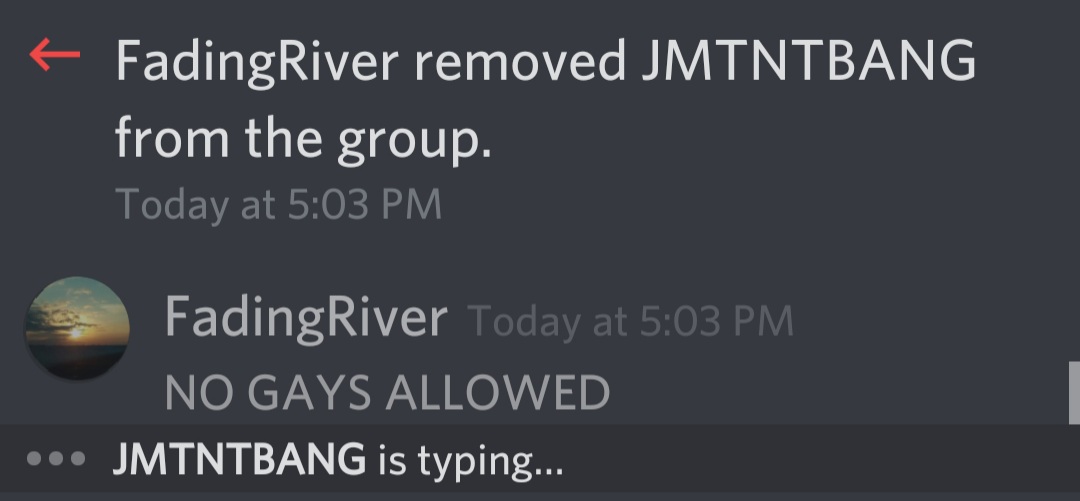 FadingRiver removed JMTNTBANG
from the group.
Today at 5:03 PM
FadingRiver Today at 5:03 PM
NO GAYS ALLOWED
JMTNTBANG is typing...